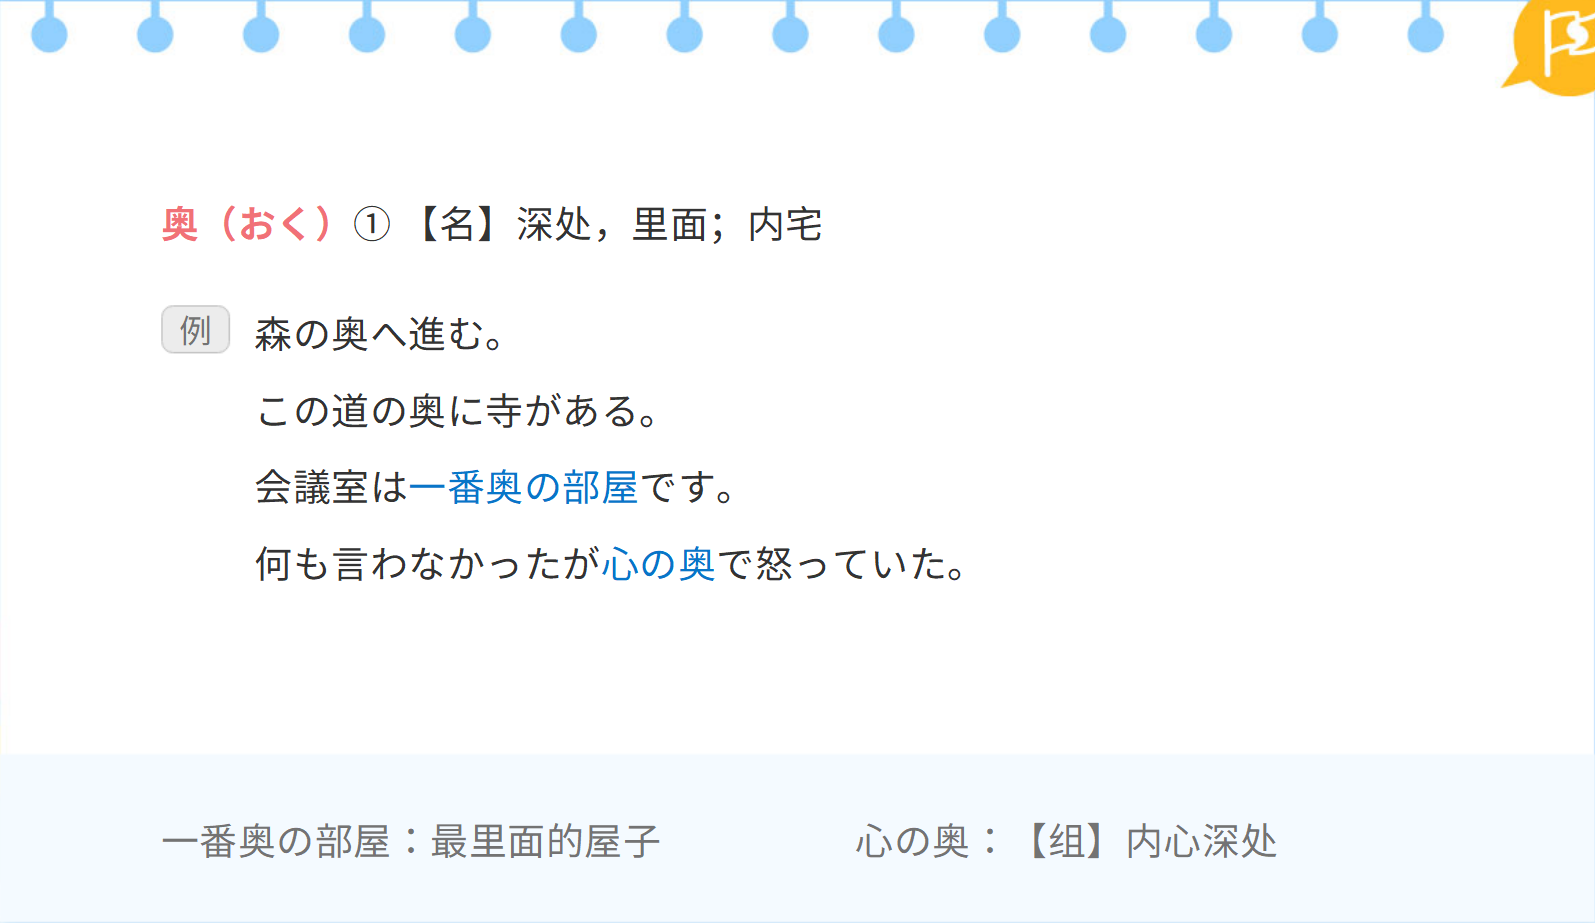 奥（おく）① 【名】深处，里面；内宅
例 森の奥へ進む。
この道の奥に寺がある。
会議室は一番奥の部屋です。
何も言わなかったが心の奥で怒っていた。
一番奥の部屋：最里面的屋子 心の奥：【组】内心深处